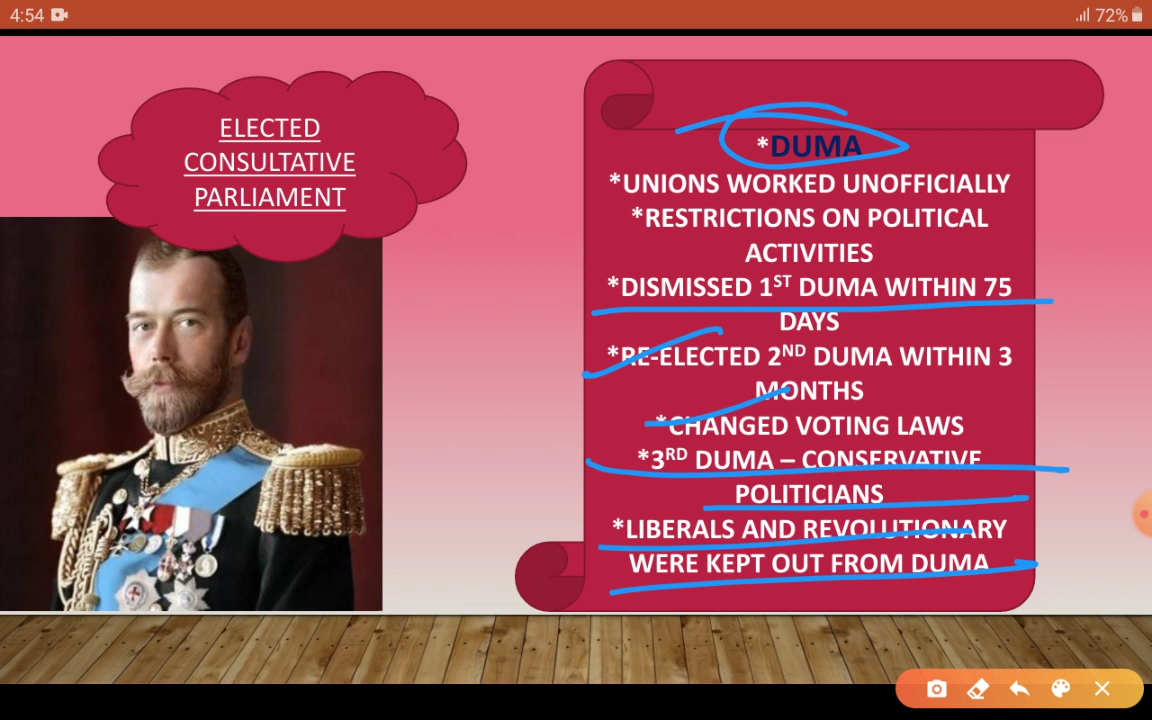 4:54
72%
ELECTED
CONSULTATIVE
PARLIAMENT
*DUMA
*UNIONS WORKED UNOFFICIALLY
*RESTRICTIONS ON POLITICAL
ACTIVITIES
*DISMISSED 1ST DUMA WITHIN 75
DAYS
*RE-ELECTED 2ND DUMA WITHIN 3
MONTHS
*CHANGED VOTING LAWS
*3RD DUMA – CONSERVATIVE
POLITICIANS
*LIBERALS AND REVOLUTIONARY
WERE KEPT OUT FROM DUMA